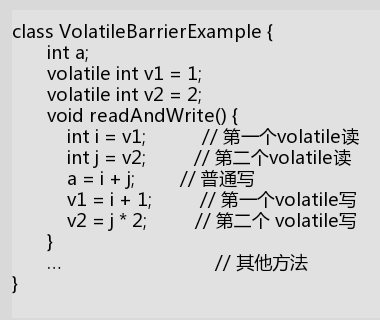 class VolatileBarrierExample {
int a;
volatile int v1 = 1;
volatile int v2 = 2;
void readAndWrite() {
int i = v1; // 第一个volatile读
int j = v2; // 第二个volatile读
a = i + j; // 普通写
v1 = i + 1; // 第一个volatile写
v2 = j * 2; // 第二个 volatile写
}
... // 其他方法
}